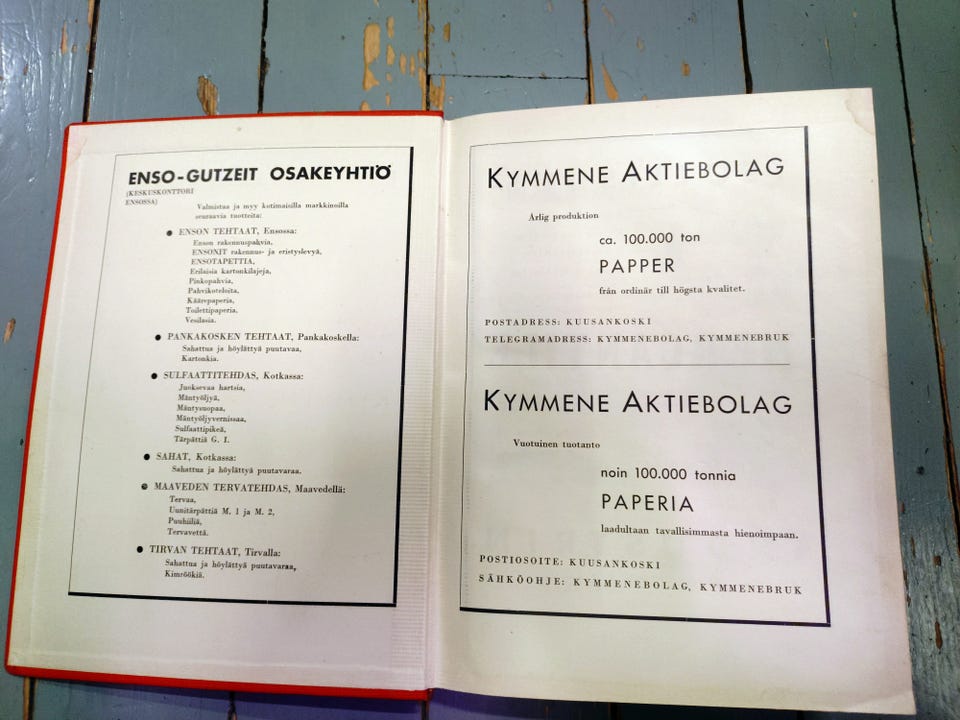 ENSO-GUTZEIT OSAKEYHTIÖ
(KESKUSKONTTORI
ENSOSSA)
Valmistaa ja myy kotimaisilla markkinoilla
seuraavia tuotteita:
● ENSON TEHTAAT, Ensossa:
Enson rakennuspahvia,
ENSONIT rakennus- ja eristyslevyä,
ENSOTAPETTIA,
Erilaisia kartonkilajeja,
Pinkopahvia,
Pahvikoteloita,
Käärepaperia,
Toilettipaperia,
Vesilasia.
● PANKAKOSKEN TEHTAAT, Pankakoskella:
Sahattua ja höylättyä puutavaa,
Kartonkia.
● SULFAATTITEHDAS, Kotkassa:
Juoksevaa hartsia,
Mäntyöljyä,
Mäntysuopaa,
Mäntyöljyvernissaa,
Sulfaattipikeä,
Tärpättiä G. I.
● SAHAT, Kotkassa:
Sahattua ja höylättyä puutavaraa.
● MAAVEDEN TERVATEHDAS, Maavedellä:
Tervaa,
Uunitärpättiä M. 1 ja M. 2,
Puuhiiliä,
Tervavettä.
● TIRVAN TEHTAAT, Tirvalla:
Sahattua ja höylättyä puutavaraa,
Kimröökiä.
KYMMENE AKTIEBOLAG
Årlig produktion
ca. 100.000 ton
PAPPER
från ordinär till högsta kvalitet.
POSTADRESS: KUUSANKOSKI
TELEGRAMADRESS: KYMMENEBOLAG, KYMMENEBRUK
KYMMENE AKTIEBOLAG
Vuotuinen tuotanto
noin 100.000 tonnia
PAPERIA
laadultaan tavallisimmasta hienoimpaan.
POSTIOSOITE: KUUSANKOSKI
SÄHKÖOHJE: KYMMENEBOLAG, KYMMENEBRUK